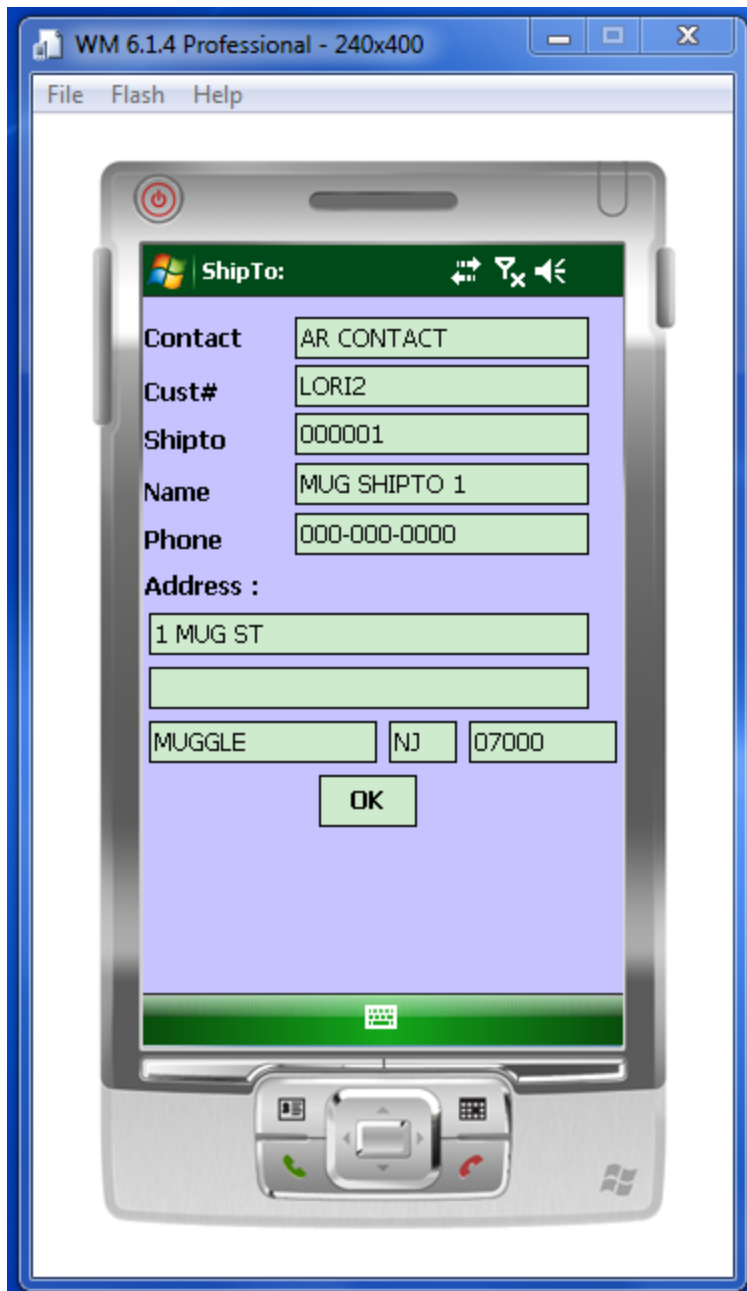 WM 6.1.4 Professional - 240x400
File Flash Help
ShipTo:
Contact AR CONTACT
Cust# LORI2
Shipto 000001
Name MUG SHIPTO 1
Phone 000-000-0000
Address :
1 MUG ST
MUGGLE NJ 07000
OK